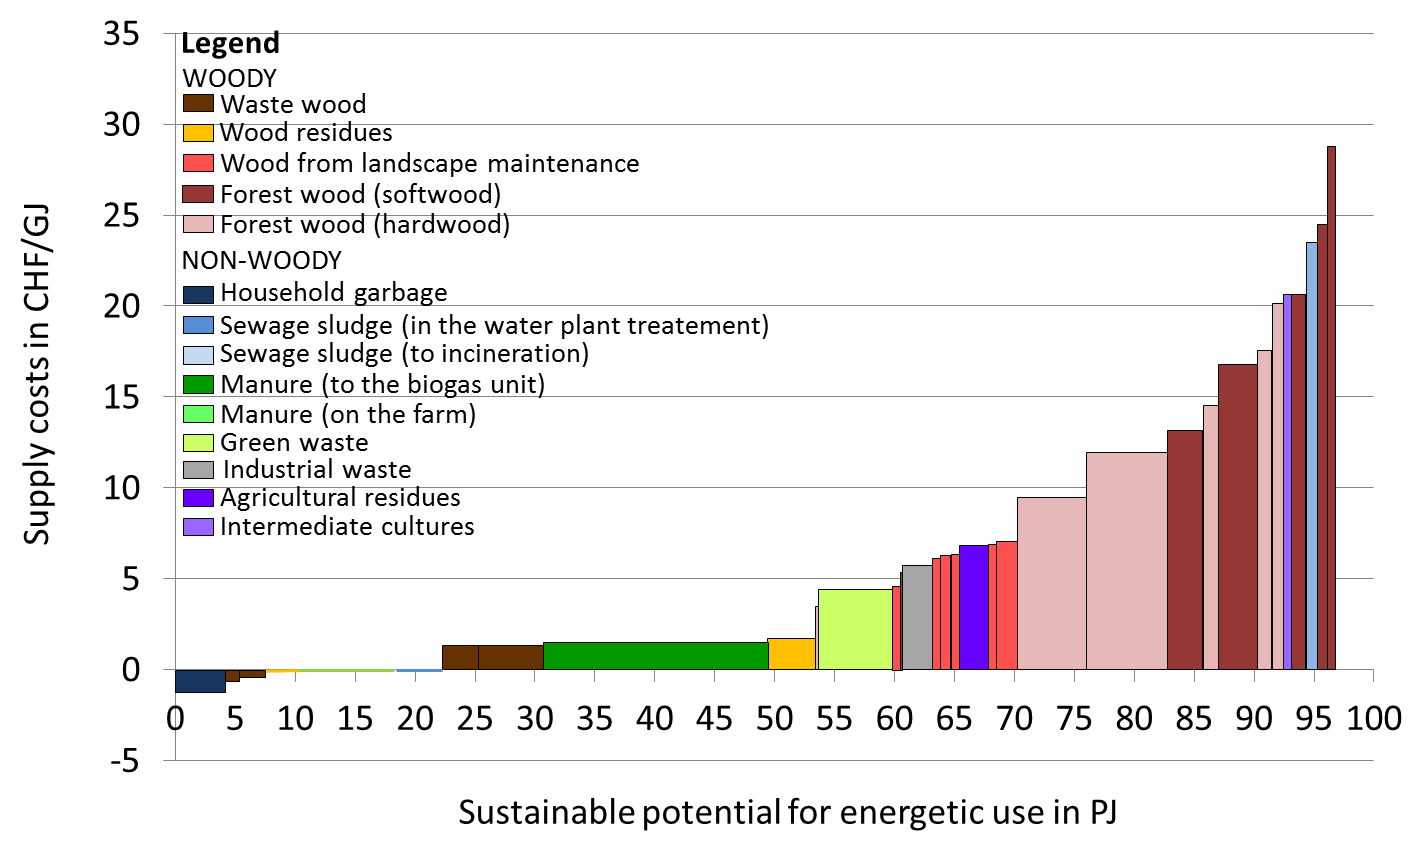 35
30
25
20
15
10
5
0
-5
Supply costs in CHF/GJ
Legend
WOODY
Waste wood
Wood residues
Wood from landscape maintenance
Forest wood (softwood)
Forest wood (hardwood)
NON-WOODY
Household garbage
Sewage sludge (in the water plant treatement)
Sewage sludge (to incineration)
Manure (to the biogas unit)
Manure (on the farm)
Green waste
Industrial waste
Agricultural residues
Intermediate cultures
0 5 10 15 20 25 30 35 40 45 50 55 60 65 70 75 80 85 90 95 100
Sustainable potential for energetic use in PJ